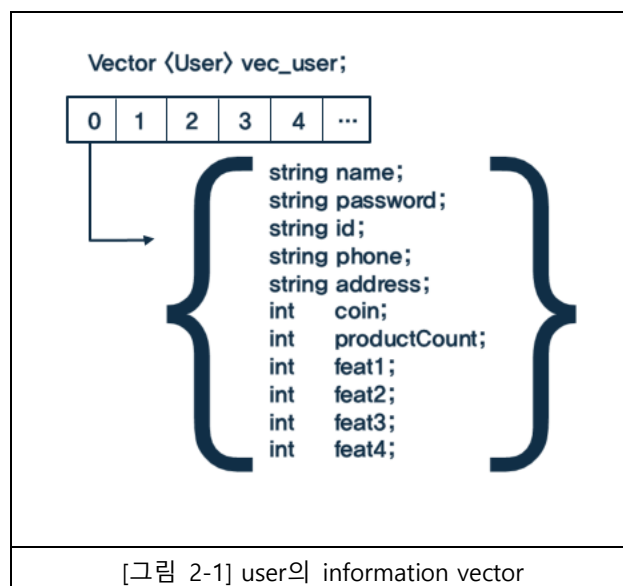 Vector 〈User〉 vec_user;
0 1 2 3 4 ···
string name;
string password;
string id;
string phone;
string address;
int coin;
int productCount;
int feat1;
int feat2;
int feat3;
int feat4;
[그림 2-1] user의 information vector